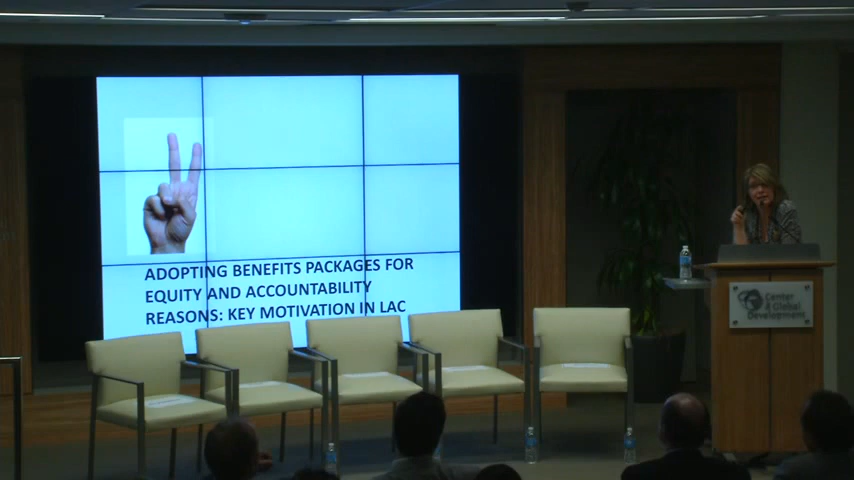 ADOPTING BENEFITS PACKAGES FOR
EQUITY AND ACCOUNTABILITY
REASONS: KEY MOTIVATION IN LAC
Center
Global
Development